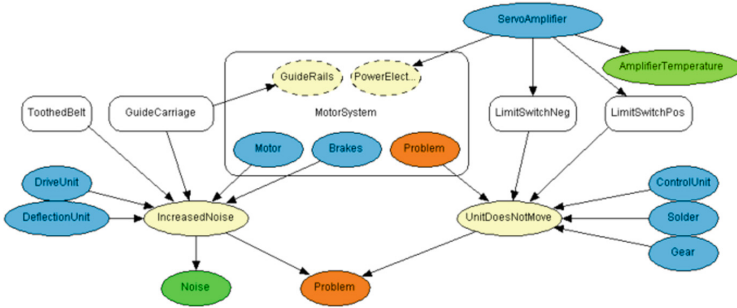 ServoAmplifier
GuideRails
PowerElect...
AmplifierTemperature
ToothedBelt
GuideCarriage
MotorSystem
LimitSwitchNeg
LimitSwitchPos
Motor
Brakes
Problem
DriveUnit
ControlUnit
DeflectionUnit
IncreasedNoise
UnitDoesNotMove
Solder
Gear
Noise
Problem